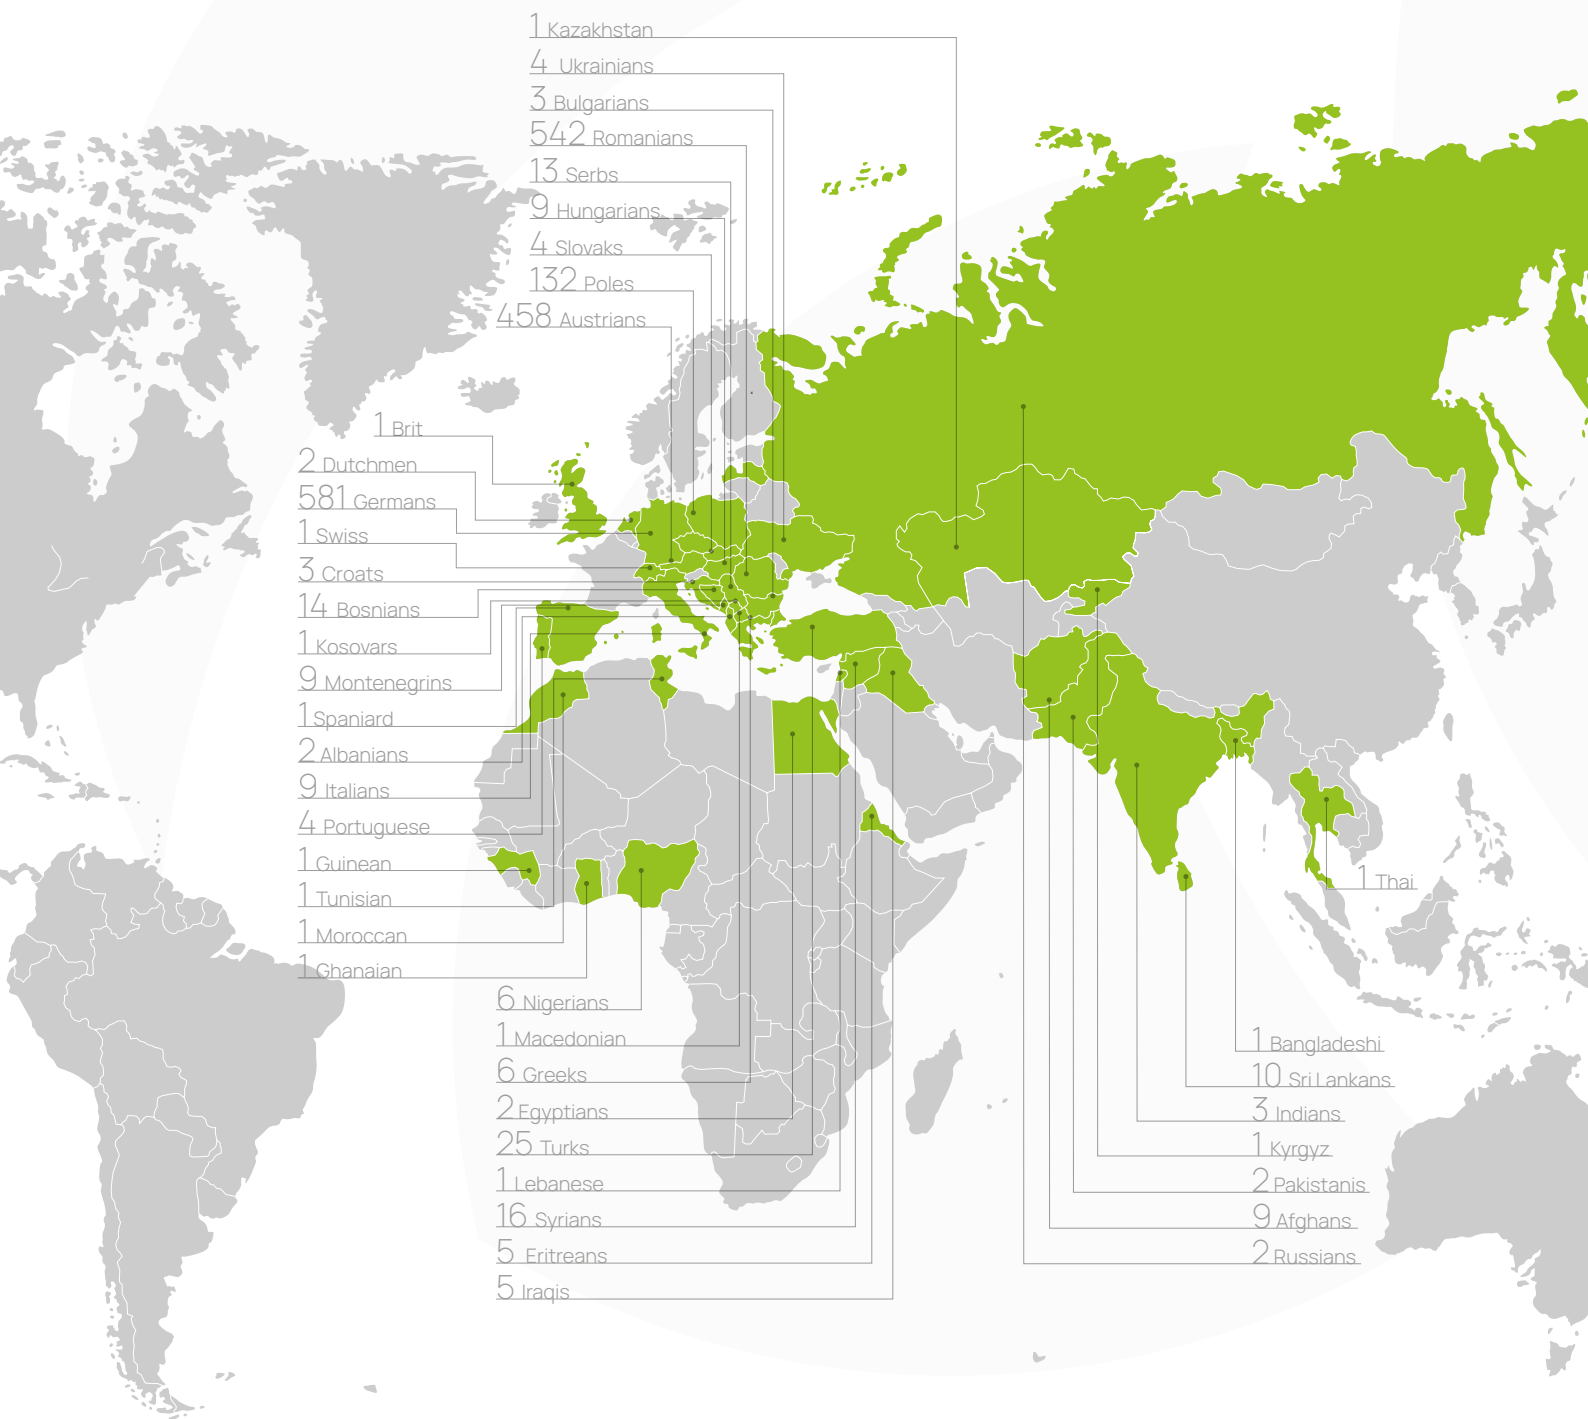 1 Kazakhstan
4 Ukrainians
3 Bulgarians
542 Romanians
13 Serbs
9 Hungarians
4 Slovaks
132 Poles
458 Austrians
1 Brit
2 Dutchmen
581 Germans
1 Swiss
3 Croats
14 Bosnians
1 Kosovars
9 Montenegrins
1 Spaniard
2 Albanians
9 Italians
4 Portuguese
1 Guinean
1 Tunisian
1 Moroccan
1 Ghanaian
6 Nigerians
1 Macedonian
6 Greeks
2 Egyptians
25 Turks
1 Lebanese
16 Syrians
5 Eritreans
5 Iraqis
1 Thai
1 Bangladeshi
10 Sri Lankans
3 Indians
1 Kyrgyz
2 Pakistanis
9 Afghans
2 Russians